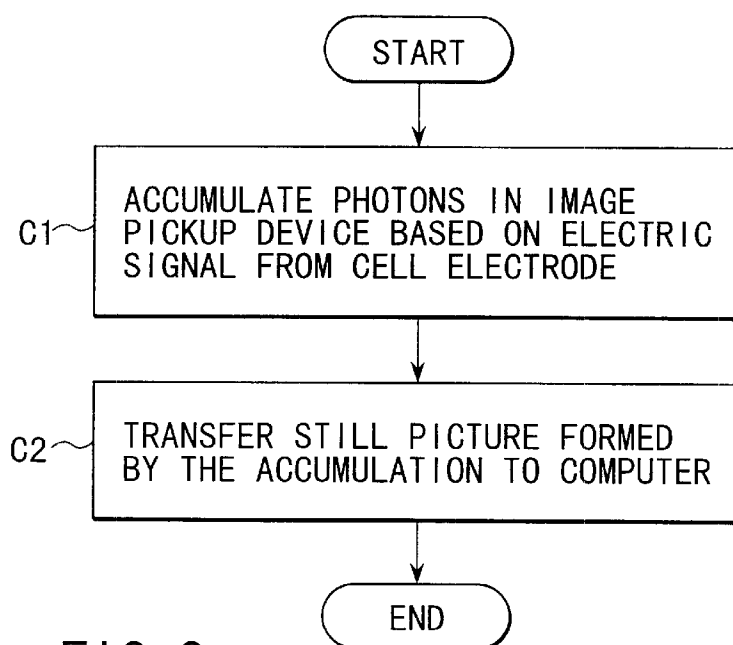 START
C1
ACCUMULATE PHOTONS IN IMAGE
PICKUP DEVICE BASED ON ELECTRIC
SIGNAL FROM CELL ELECTRODE
C2
TRANSFER STILL PICTURE FORMED
BY THE ACCUMULATION TO COMPUTER
END